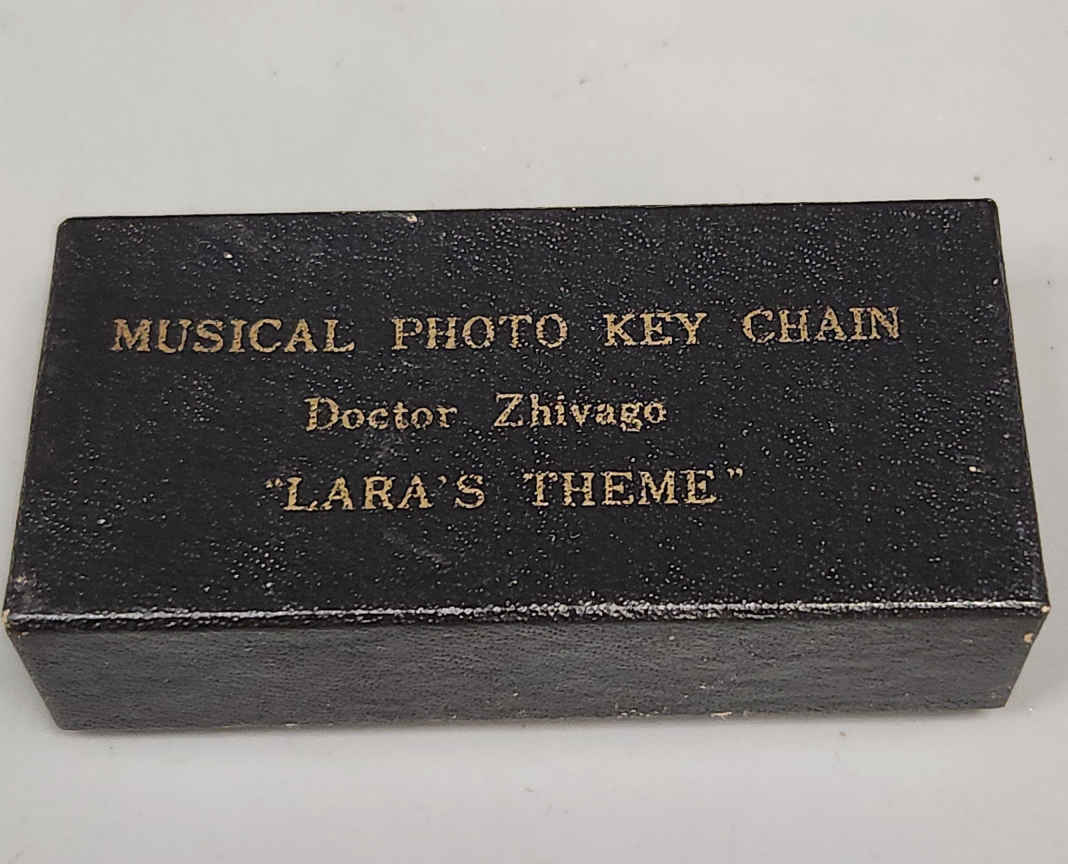 MUSICAL PHOTO KEY CHAIN
Doctor Zhivago
"LARA'S THEME"